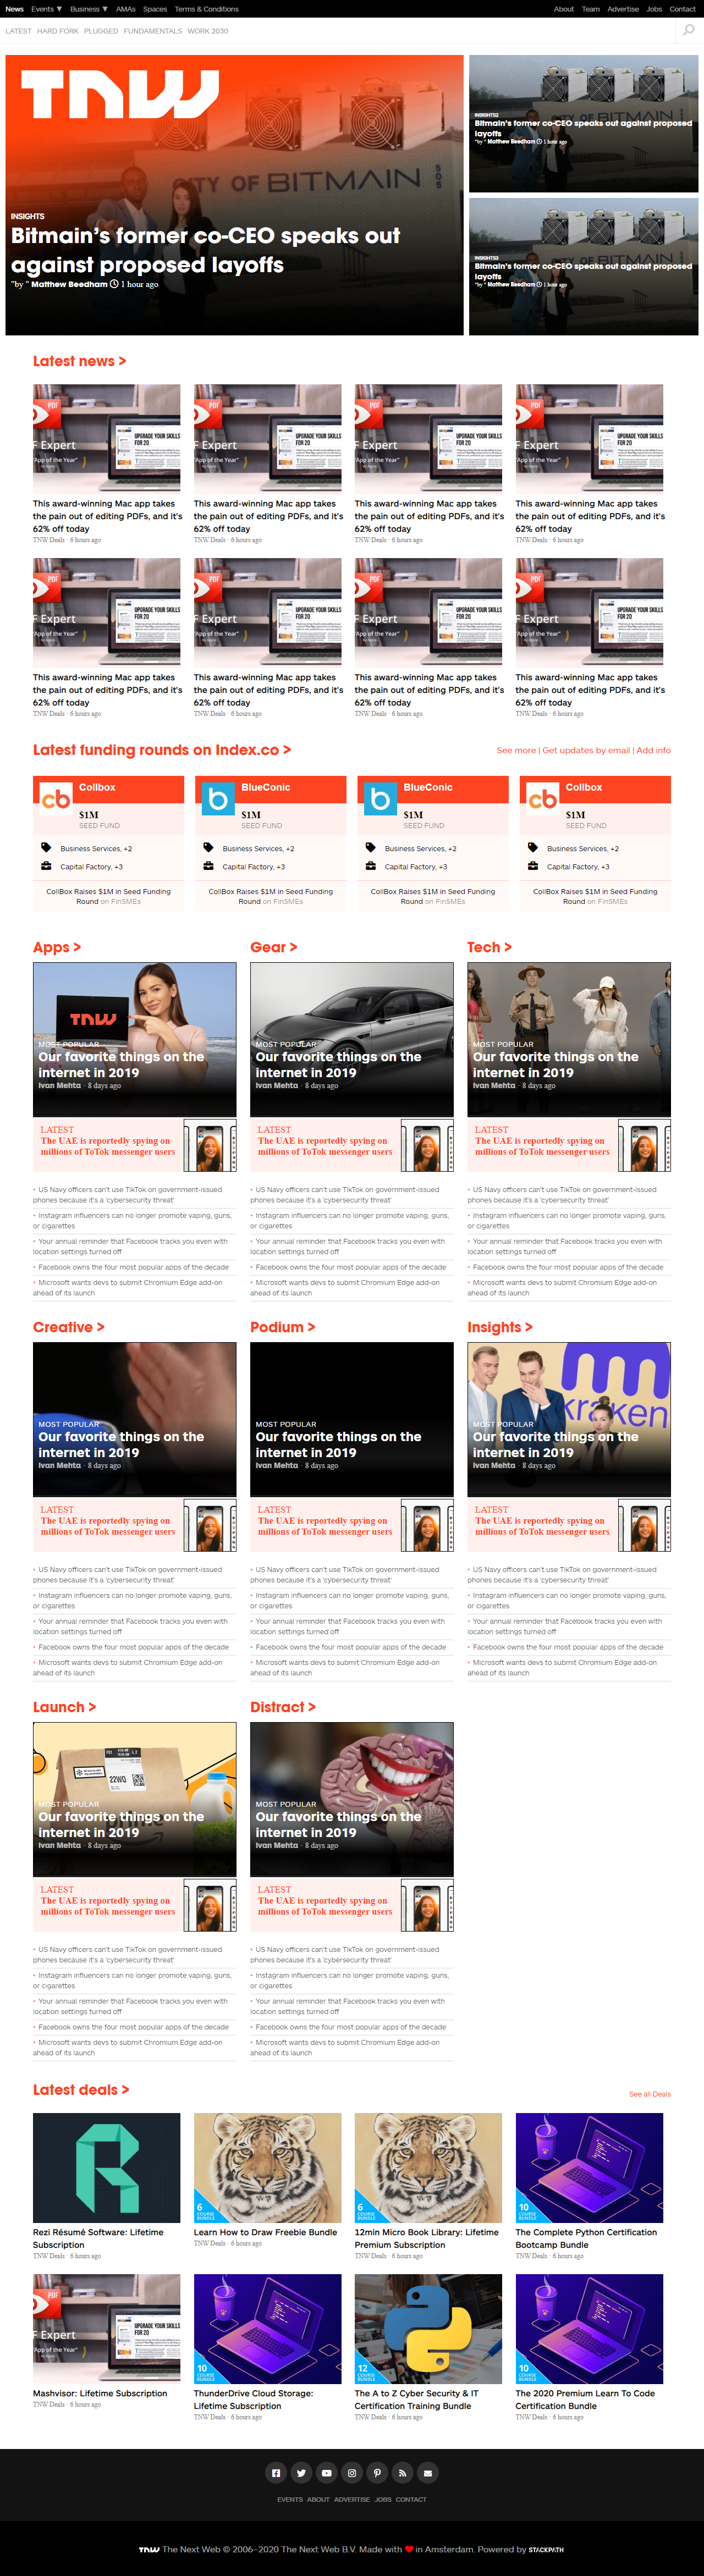 News Events ▼ Business ▼ AMAs Spaces Terms & Conditions About Team Advertise Jobs Contact
LATEST HARD FORK PLUGGED FUNDAMENTALS WORK 2030
TNW
CITY OF BITMAIN
INSIGHTS
Bitmain's former co-CEO speaks out
against proposed layoffs
"by " Matthew Beedham 1 hour ago
INSIGHTS2
Bitmain's former co-CEO speaks out against proposed
layoffs
"by " Matthew Beedham 1 hour ago
INSIGHTS3
Bitmain's former co-CEO speaks out against proposed
layoffs
"by " Matthew Beedham 1 hour ago
Latest news >
This award-winning Mac app takes
the pain out of editing PDFs, and it's
62% off today
TNW Deals · 6 hours ago
This award-winning Mac app takes
the pain out of editing PDFs, and it's
62% off today
TNW Deals · 6 hours ago
This award-winning Mac app takes
the pain out of editing PDFs, and it's
62% off today
TNW Deals · 6 hours ago
This award-winning Mac app takes
the pain out of editing PDFs, and it's
62% off today
TNW Deals · 6 hours ago
This award-winning Mac app takes
the pain out of editing PDFs, and it's
62% off today
TNW Deals · 6 hours ago
This award-winning Mac app takes
the pain out of editing PDFs, and it's
62% off today
TNW Deals · 6 hours ago
This award-winning Mac app takes
the pain out of editing PDFs, and it's
62% off today
TNW Deals · 6 hours ago
This award-winning Mac app takes
the pain out of editing PDFs, and it's
62% off today
TNW Deals · 6 hours ago
Latest funding rounds on Index.co >
See more | Get updates by email | Add info
cb Collbox
$1M
SEED FUND
Business Services, +2
Capital Factory, +3
CollBox Raises $1M in Seed Funding
Round on FinSMEs
b BlueConic
$1M
SEED FUND
Business Services, +2
Capital Factory, +3
CollBox Raises $1M in Seed Funding
Round on FinSMEs
b BlueConic
$1M
SEED FUND
Business Services, +2
Capital Factory, +3
CollBox Raises $1M in Seed Funding
Round on FinSMEs
cb Collbox
$1M
SEED FUND
Business Services, +2
Capital Factory, +3
CollBox Raises $1M in Seed Funding
Round on FinSMEs
Apps >
TNW
MOST POPULAR
Our favorite things on the
internet in 2019
Ivan Mehta · 8 days ago
LATEST
The UAE is reportedly spying on
millions of ToTok messenger users
• US Navy officers can't use TikTok on government-issued
phones because it's a 'cybersecurity threat'
• Instagram influencers can no longer promote vaping, guns,
or cigarettes
• Your annual reminder that Facebook tracks you even with
location settings turned off
• Facebook owns the four most popular apps of the decade
• Microsoft wants devs to submit Chromium Edge add-on
ahead of its launch
Gear >
MOST POPULAR
Our favorite things on the
internet in 2019
Ivan Mehta · 8 days ago
LATEST
The UAE is reportedly spying on
millions of ToTok messenger users
• US Navy officers can't use TikTok on government-issued
phones because it's a 'cybersecurity threat'
• Instagram influencers can no longer promote vaping, guns,
or cigarettes
• Your annual reminder that Facebook tracks you even with
location settings turned off
• Facebook owns the four most popular apps of the decade
• Microsoft wants devs to submit Chromium Edge add-on
ahead of its launch
Tech >
MOST POPULAR
Our favorite things on the
internet in 2019
Ivan Mehta · 8 days ago
LATEST
The UAE is reportedly spying on
millions of ToTok messenger users
• US Navy officers can't use TikTok on government-issued
phones because it's a 'cybersecurity threat'
• Instagram influencers can no longer promote vaping, guns,
or cigarettes
• Your annual reminder that Facebook tracks you even with
location settings turned off
• Facebook owns the four most popular apps of the decade
• Microsoft wants devs to submit Chromium Edge add-on
ahead of its launch
Creative >
MOST POPULAR
Our favorite things on the
internet in 2019
Ivan Mehta · 8 days ago
LATEST
The UAE is reportedly spying on
millions of ToTok messenger users
• US Navy officers can't use TikTok on government-issued
phones because it's a 'cybersecurity threat'
• Instagram influencers can no longer promote vaping, guns,
or cigarettes
• Your annual reminder that Facebook tracks you even with
location settings turned off
• Facebook owns the four most popular apps of the decade
• Microsoft wants devs to submit Chromium Edge add-on
ahead of its launch
Podium >
MOST POPULAR
Our favorite things on the
internet in 2019
Ivan Mehta · 8 days ago
LATEST
The UAE is reportedly spying on
millions of ToTok messenger users
• US Navy officers can't use TikTok on government-issued
phones because it's a 'cybersecurity threat'
• Instagram influencers can no longer promote vaping, guns,
or cigarettes
• Your annual reminder that Facebook tracks you even with
location settings turned off
• Facebook owns the four most popular apps of the decade
• Microsoft wants devs to submit Chromium Edge add-on
ahead of its launch
Insights >
kraken
MOST POPULAR
Our favorite things on the
internet in 2019
Ivan Mehta · 8 days ago
LATEST
The UAE is reportedly spying on
millions of ToTok messenger users
• US Navy officers can't use TikTok on government-issued
phones because it's a 'cybersecurity threat'
• Instagram influencers can no longer promote vaping, guns,
or cigarettes
• Your annual reminder that Facebook tracks you even with
location settings turned off
• Facebook owns the four most popular apps of the decade
• Microsoft wants devs to submit Chromium Edge add-on
ahead of its launch
Launch >
MOST POPULAR
Our favorite things on the
internet in 2019
Ivan Mehta · 8 days ago
LATEST
The UAE is reportedly spying on
millions of ToTok messenger users
• US Navy officers can't use TikTok on government-issued
phones because it's a 'cybersecurity threat'
• Instagram influencers can no longer promote vaping, guns,
or cigarettes
• Your annual reminder that Facebook tracks you even with
location settings turned off
• Facebook owns the four most popular apps of the decade
• Microsoft wants devs to submit Chromium Edge add-on
ahead of its launch
Distract >
MOST POPULAR
Our favorite things on the
internet in 2019
Ivan Mehta · 8 days ago
LATEST
The UAE is reportedly spying on
millions of ToTok messenger users
• US Navy officers can't use TikTok on government-issued
phones because it's a 'cybersecurity threat'
• Instagram influencers can no longer promote vaping, guns,
or cigarettes
• Your annual reminder that Facebook tracks you even with
location settings turned off
• Facebook owns the four most popular apps of the decade
• Microsoft wants devs to submit Chromium Edge add-on
ahead of its launch
Latest deals >
See all Deals
Rezi Résumé Software: Lifetime
Subscription
TNW Deals · 6 hours ago
6
COURSE
BUNDLE
Learn How to Draw Freebie Bundle
TNW Deals · 6 hours ago
6
COURSE
BUNDLE
12min Micro Book Library: Lifetime
Premium Subscription
TNW Deals · 6 hours ago
10
COURSE
BUNDLE
The Complete Python Certification
Bootcamp Bundle
TNW Deals · 6 hours ago
Mashvisor: Lifetime Subscription
TNW Deals · 6 hours ago
10
COURSE
BUNDLE
ThunderDrive Cloud Storage:
Lifetime Subscription
TNW Deals · 6 hours ago
12
COURSE
BUNDLE
The A to Z Cyber Security & IT
Certification Training Bundle
TNW Deals · 6 hours ago
10
COURSE
BUNDLE
The 2020 Premium Learn To Code
Certification Bundle
TNW Deals · 6 hours ago
EVENTS ABOUT ADVERTISE JOBS CONTACT
TNW The Next Web © 2006–2020 The Next Web B.V. Made with ❤ in Amsterdam. Powered by STACKPATH